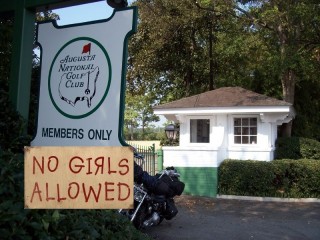 AUGUSTA
NATIONAL
GOLF
CLUB
MEMBERS ONLY
NO GIRLS
ALLOWED